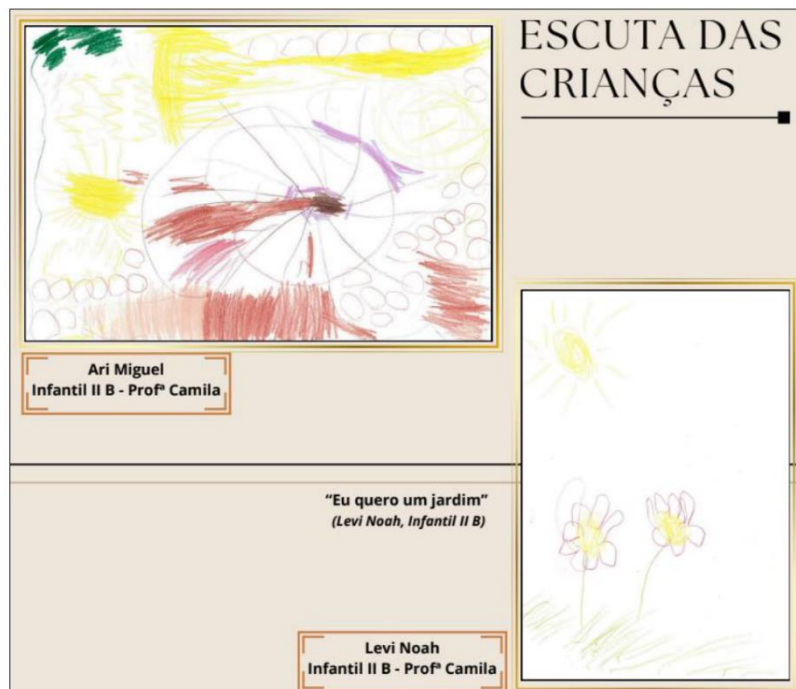 ESCUTA DAS
CRIANÇAS
Ari Miguel
Infantil II B - Profª Camila
“Eu quero um jardim”
(Levi Noah, Infantil II B)
Levi Noah
Infantil II B - Profª Camila